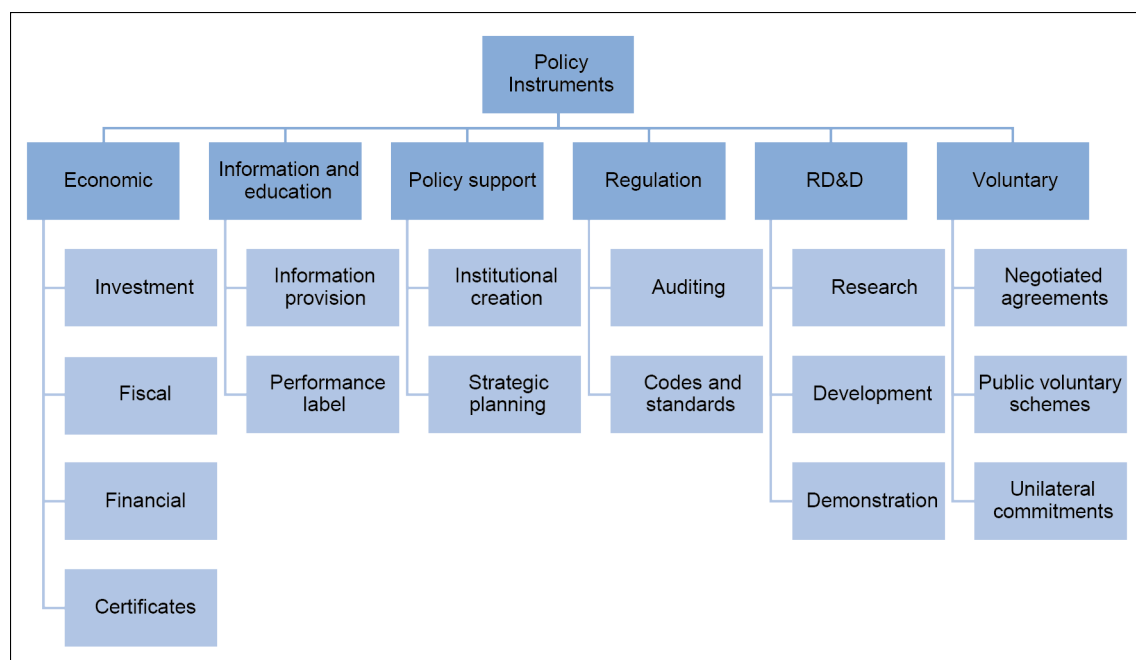 Policy
Instruments
Economic
Information and
education
Policy support
Regulation
RD&D
Voluntary
Investment
Information
provision
Institutional
creation
Auditing
Research
Negotiated
agreements
Fiscal
Performance
label
Strategic
planning
Codes and
standards
Development
Public voluntary
schemes
Financial
Demonstration
Unilateral
commitments
Certificates